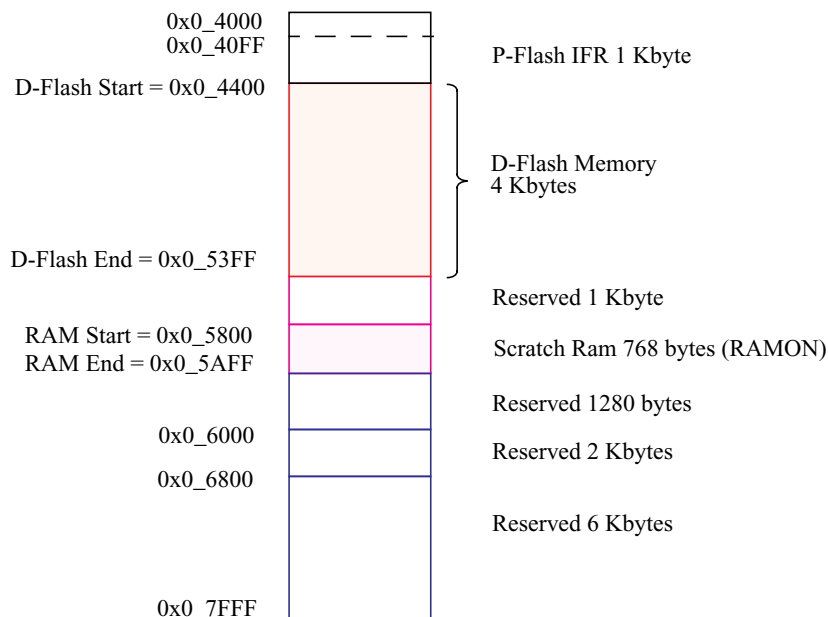 0x0_4000
0x0_40FF
P-Flash IFR 1 Kbyte
D-Flash Start = 0x0_4400
D-Flash Memory
4 Kbytes
D-Flash End = 0x0_53FF
Reserved 1 Kbyte
RAM Start = 0x0_5800
Scratch Ram 768 bytes (RAMON)
RAM End = 0x0_5AFF
Reserved 1280 bytes
0x0_6000
Reserved 2 Kbytes
0x0_6800
Reserved 6 Kbytes
0x0_7FFF